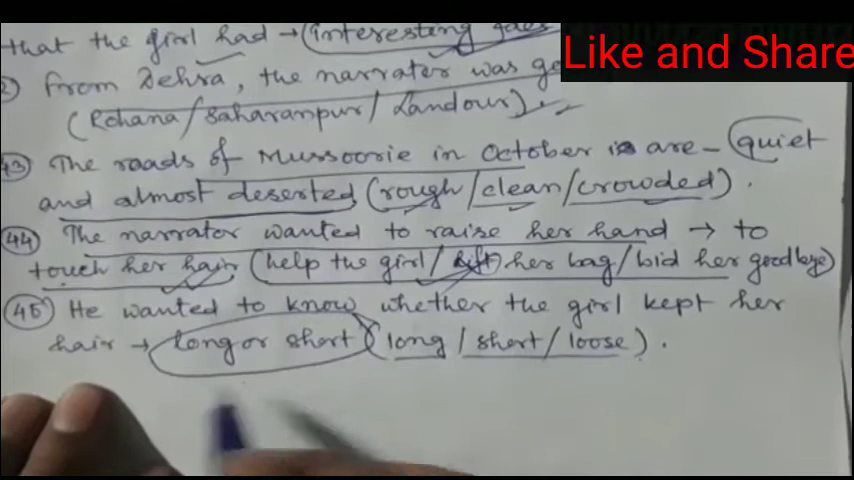 that the girl had → (interesting
Like and Share
2) From Dehra, the narrator was go
(Rohana/Saharanpur/Landour)
43) The roads of Mussoorie in October are - quiet
and almost deserted (rough/clean/crowded).
44) The narrator wanted to raise her hand → to
touch her hair (help the girl/lift her bag/bid her goodbye)
45) He wanted to know whether the girl kept her
hair → long or short (long/short/loose).